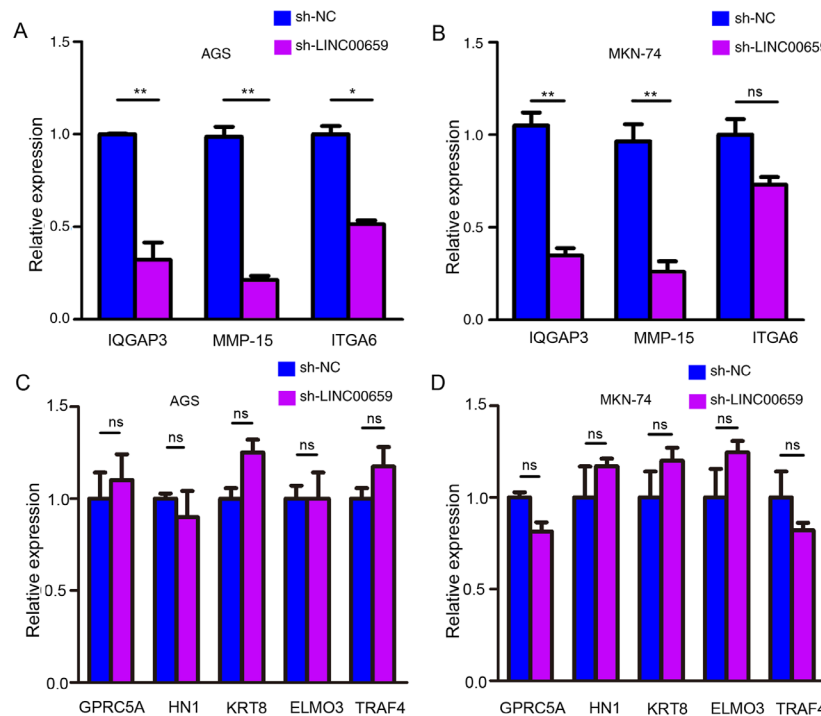 A
AGS
sh-NC
sh-LINC00659
Relative expression
1.5
1.0
0.5
0.0
**
**
*
IQGAP3 MMP-15 ITGA6
B
MKN-74
sh-NC
sh-LINC00659
Relative expression
1.5
1.0
0.5
0.0
**
**
ns
IQGAP3 MMP-15 ITGA6
C
AGS
sh-NC
sh-LINC00659
Relative expression
1.5
1.0
0.5
0.0
ns ns ns ns ns
GPRC5A HN1 KRT8 ELMO3 TRAF4
D
MKN-74
sh-NC
sh-LINC00659
Relative expression
1.5
1.0
0.5
0.0
ns ns ns ns ns
GPRC5A HN1 KRT8 ELMO3 TRAF4